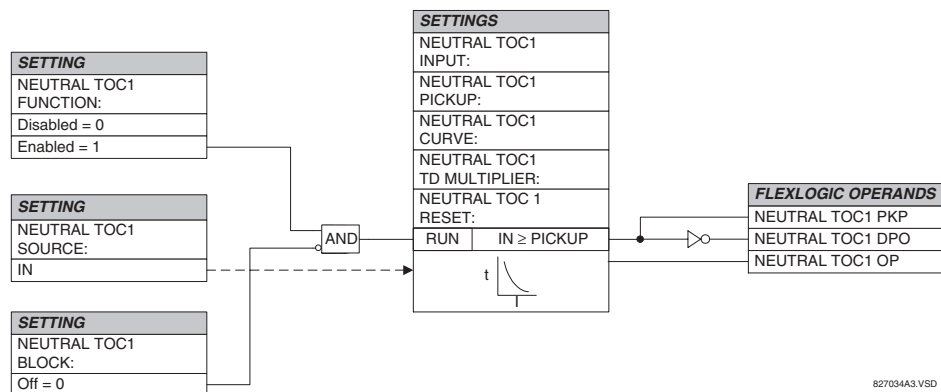 SETTING
NEUTRAL TOC1
FUNCTION:
Disabled = 0
Enabled = 1
SETTING
NEUTRAL TOC1
SOURCE:
IN
SETTING
NEUTRAL TOC1
BLOCK:
Off = 0
AND
SETTINGS
NEUTRAL TOC1
INPUT:
NEUTRAL TOC1
PICKUP:
NEUTRAL TOC1
CURVE:
NEUTRAL TOC1
TD MULTIPLIER:
NEUTRAL TOC 1
RESET:
RUN IN ≥ PICKUP
t
I
FLEXLOGIC OPERANDS
NEUTRAL TOC1 PKP
NEUTRAL TOC1 DPO
NEUTRAL TOC1 OP
827034A3.VSD